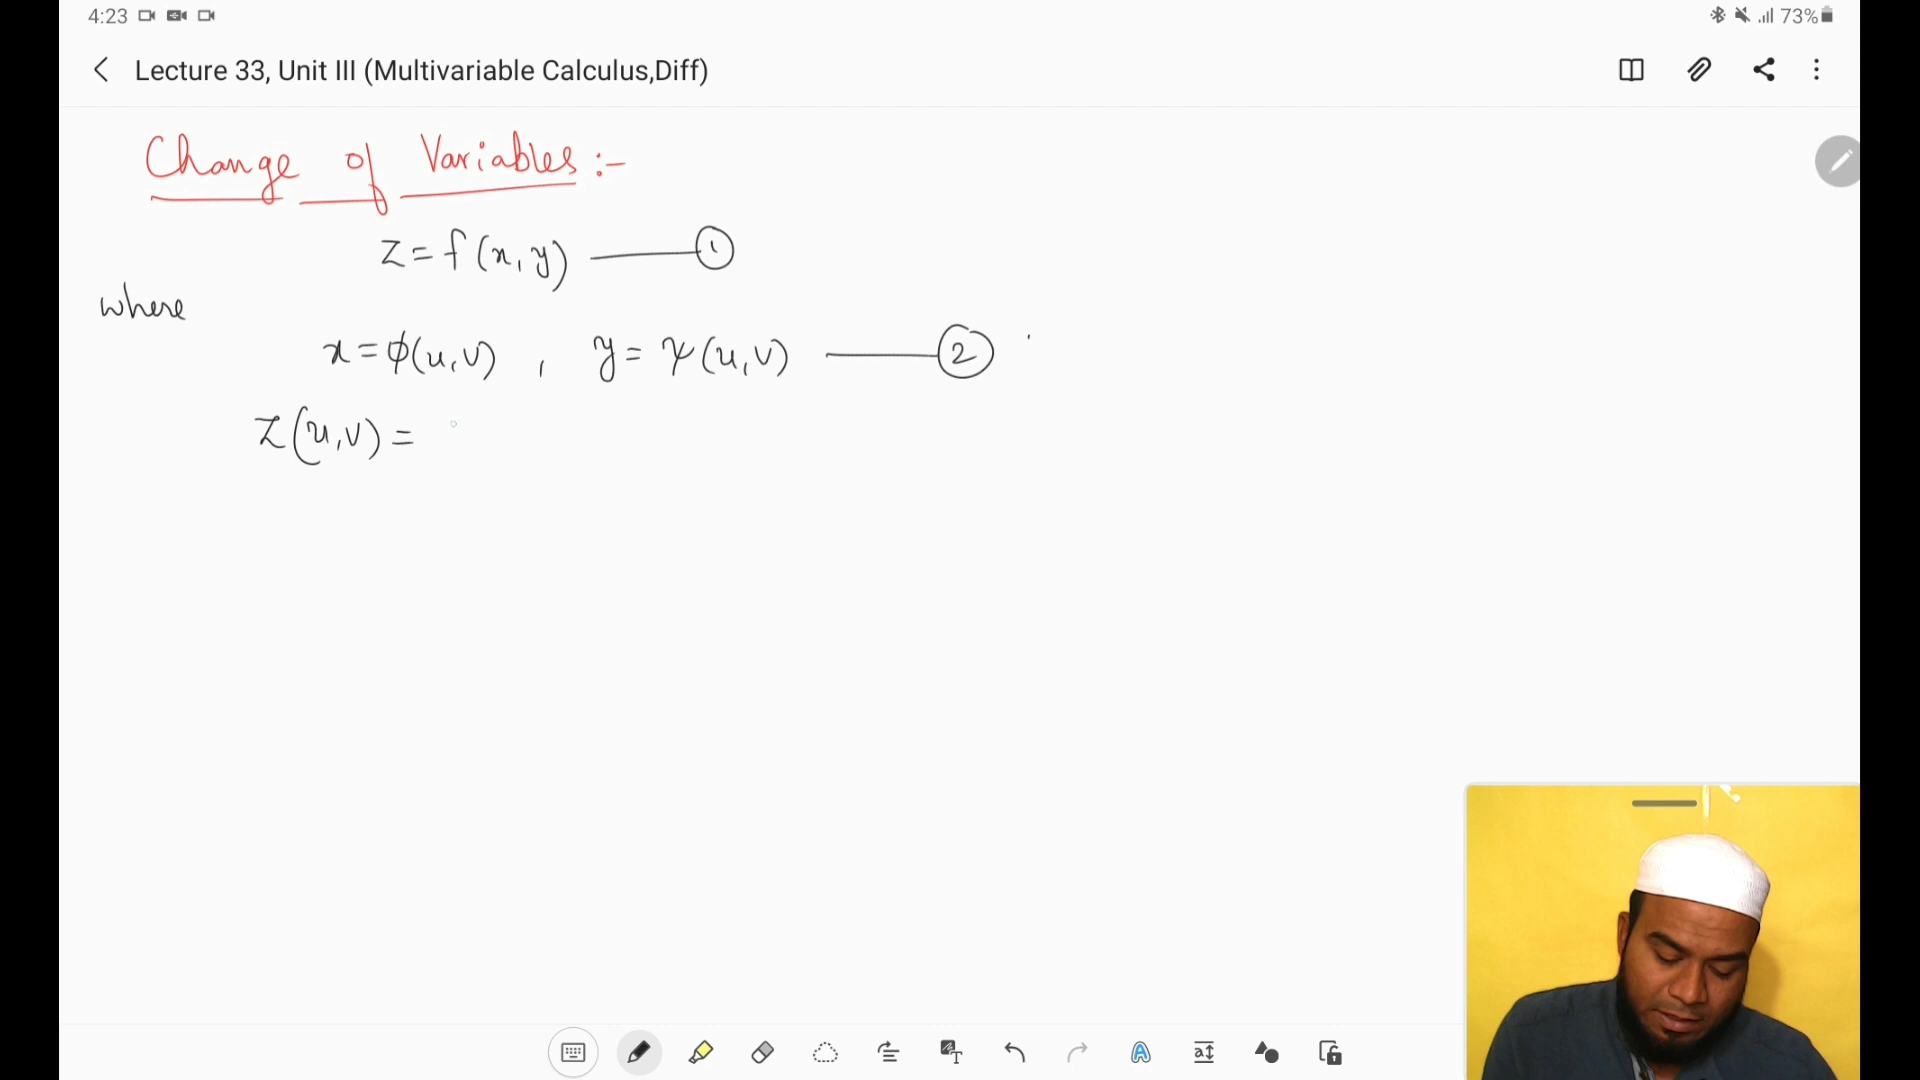 4:23 73%
Lecture 33, Unit III (Multivariable Calculus,Diff)
Change of Variables :-
z = f(x, y) ——— ①
where
x = φ(u, v) , y = ψ(u, v) ——— ②
Z(u, v) =